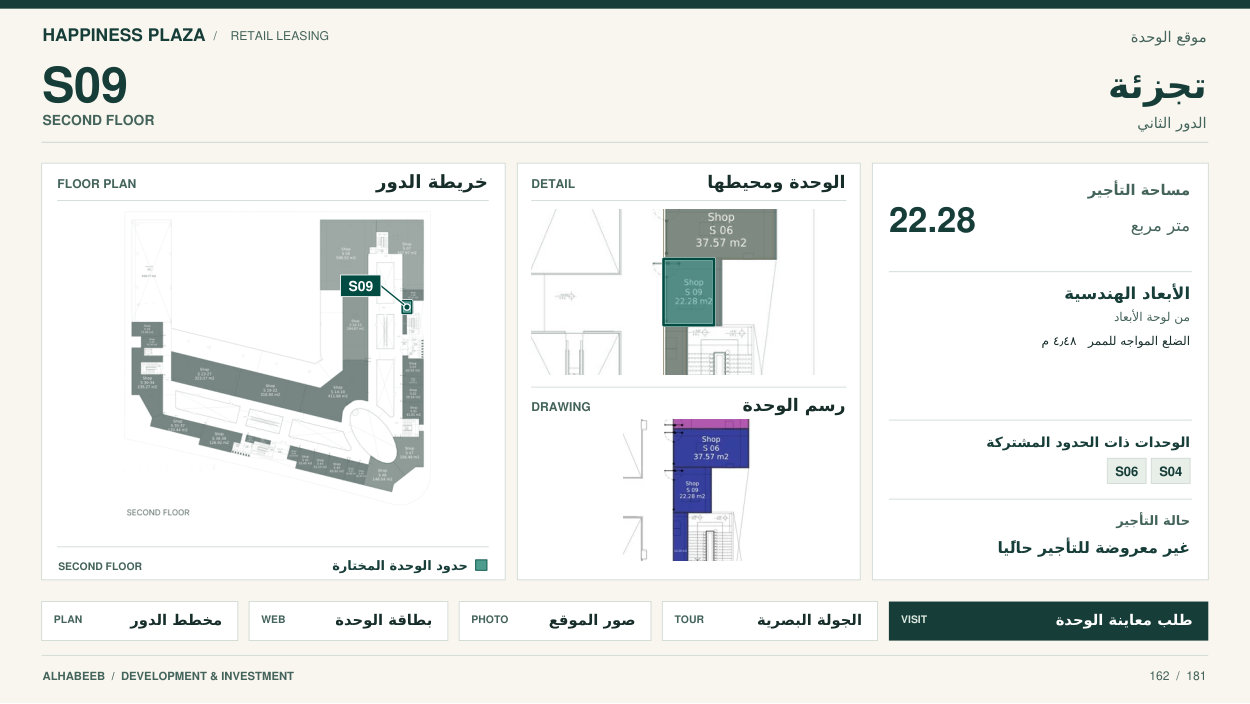 HAPPINESS PLAZA / RETAIL LEASING
موقع الوحدة
S09
تجزئة
SECOND FLOOR
الدور الثاني
FLOOR PLAN
خريطة الدور
S09
SECOND FLOOR
SECOND FLOOR
حدود الوحدة المختارة
DETAIL
الوحدة ومحيطها
Shop
S 06
37.57 m2
Shop
S 09
22.28 m2
DRAWING
رسم الوحدة
Shop
S 06
37.57 m2
Shop
S 09
22.28 m2
مساحة التأجير
22.28
متر مربع
الأبعاد الهندسية
من لوحة الأبعاد
الضلع المواجه للممر ٤٫٤٨ م
الوحدات ذات الحدود المشتركة
S06 S04
حالة التأجير
غير معروضة للتأجير حاليًا
PLAN مخطط الدور
WEB بطاقة الوحدة
PHOTO صور الموقع
TOUR الجولة البصرية
VISIT طلب معاينة الوحدة
ALHABEEB / DEVELOPMENT & INVESTMENT
162 / 181